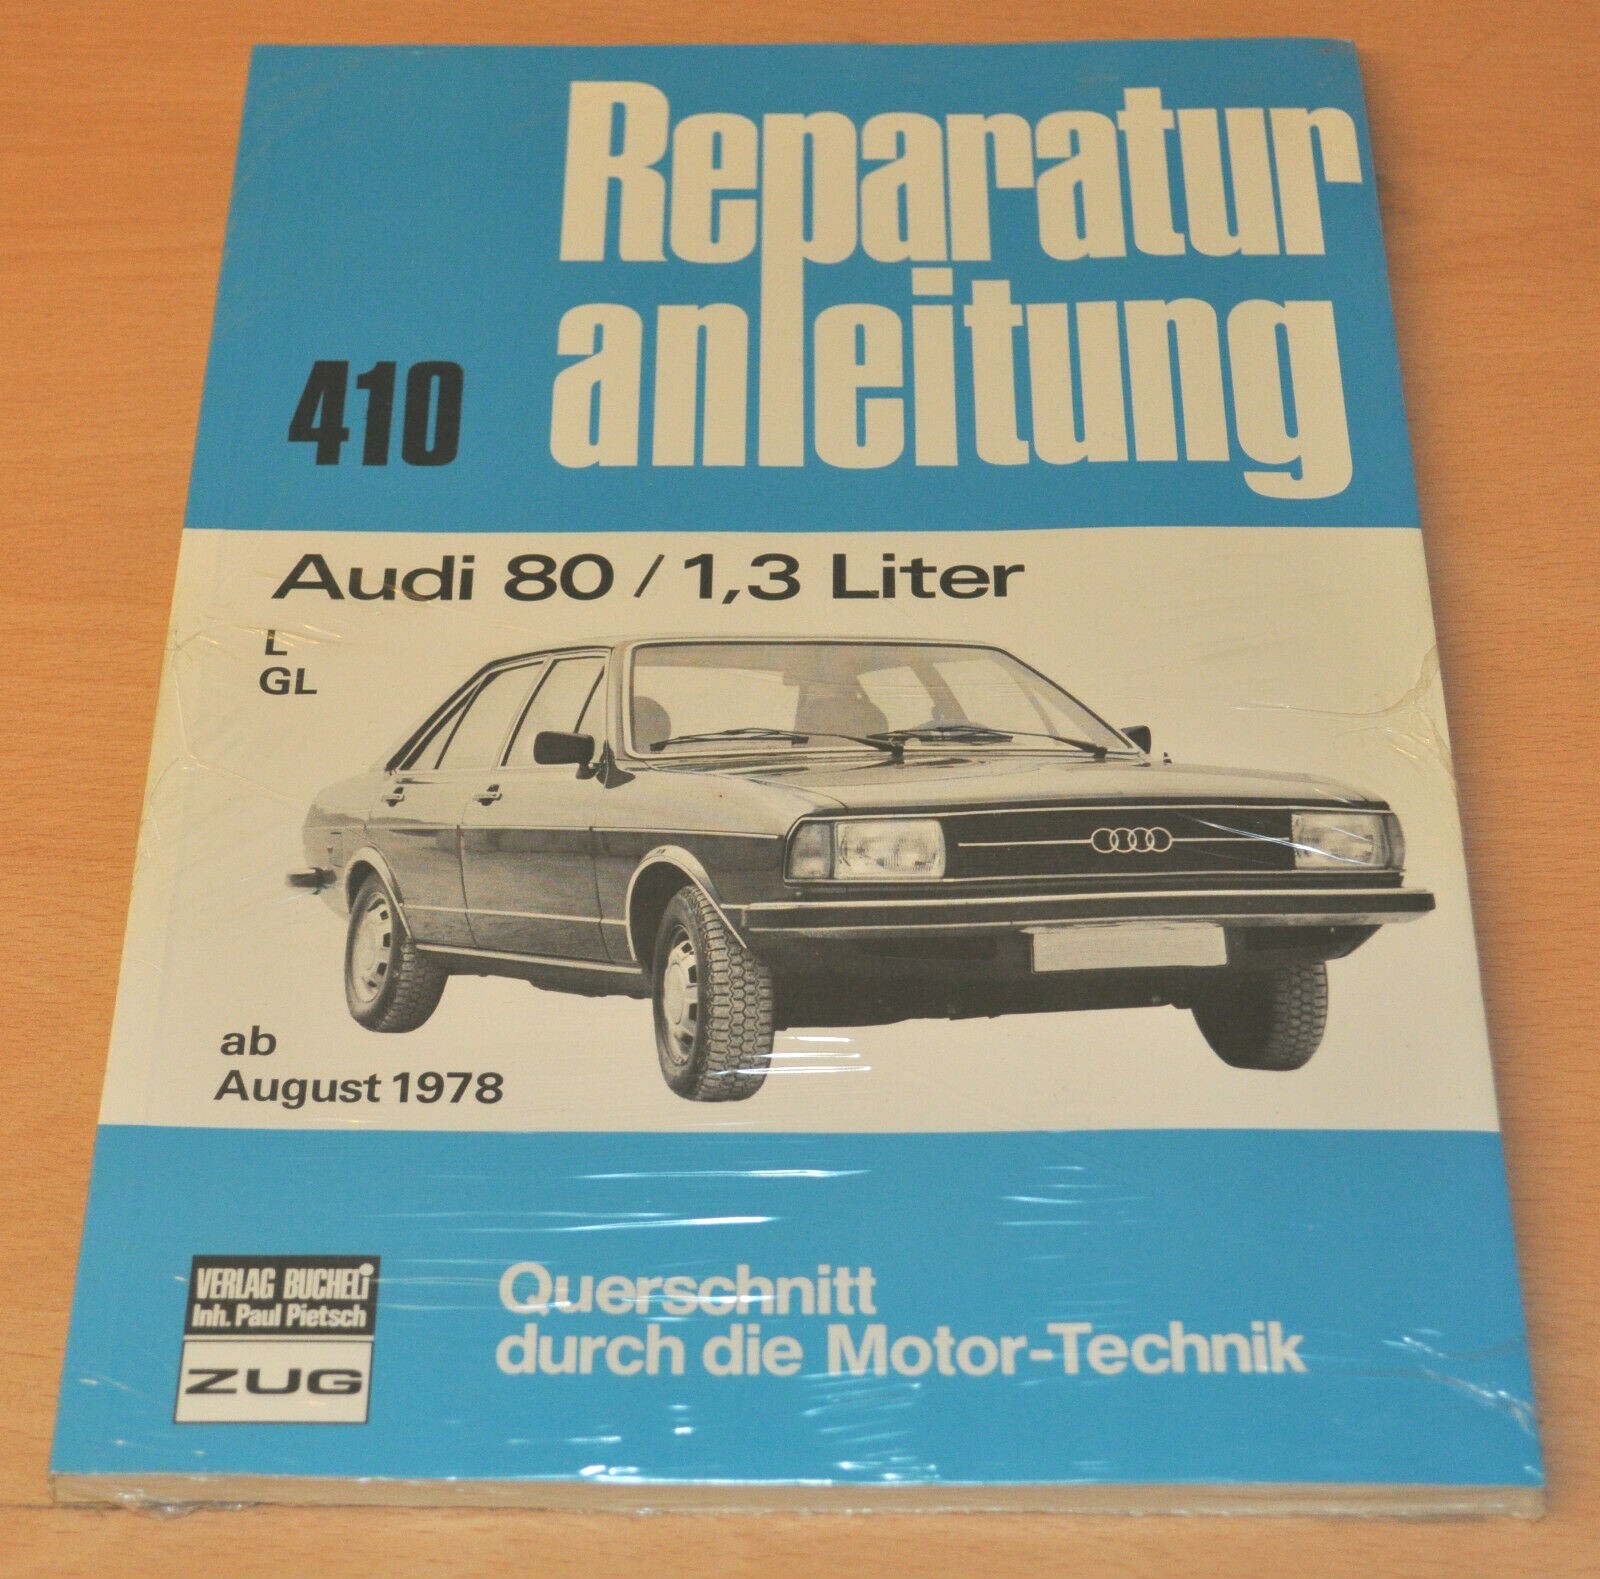 Reparatur
anleitung
410
Audi 80 / 1,3 Liter
L
GL
ab
August 1978
VERLAG BUCHELi
Inh. Paul Pietsch
ZUG
Querschnitt
durch die Motor-Technik